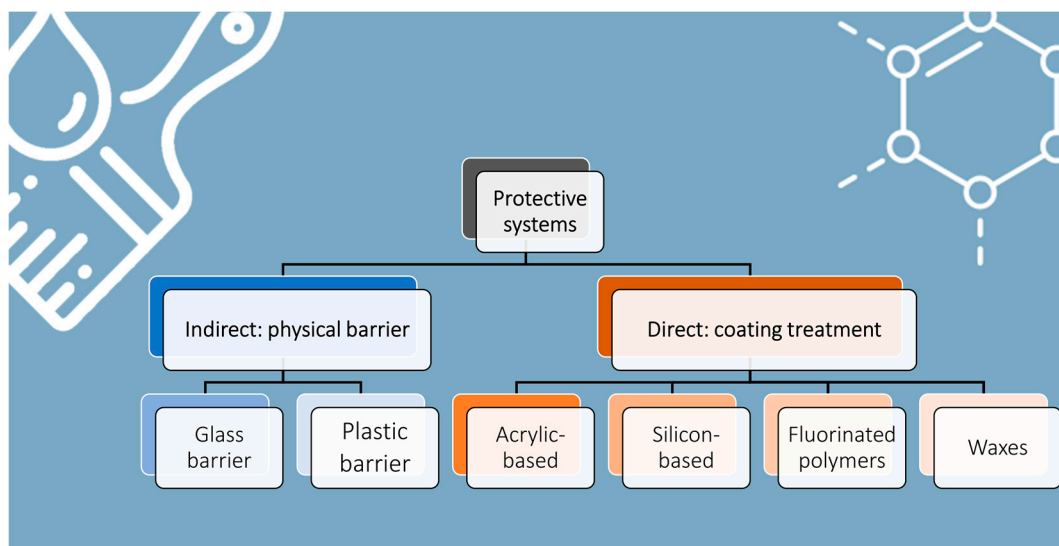 Protective
systems
Indirect: physical barrier
Direct: coating treatment
Glass
barrier
Plastic
barrier
Acrylic-
based
Silicon-
based
Fluorinated
polymers
Waxes